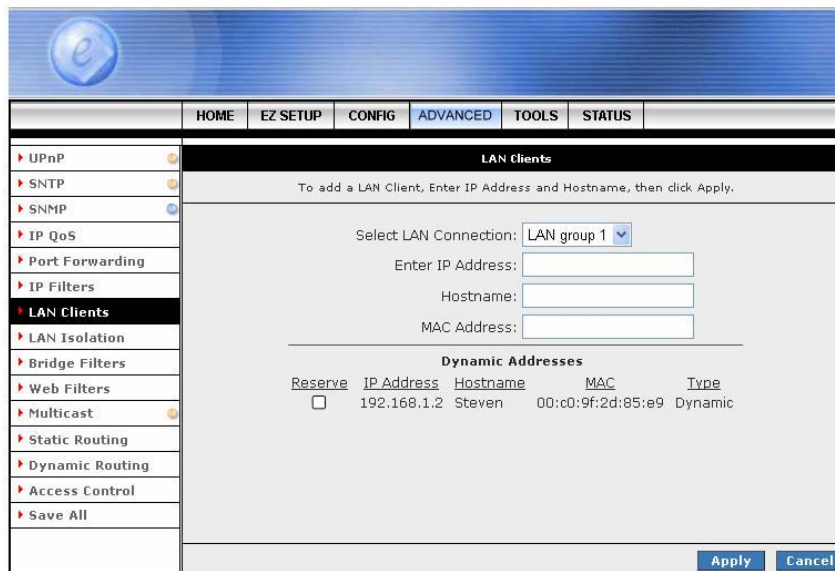 e
HOME EZ SETUP CONFIG ADVANCED TOOLS STATUS
UPnP
SNTP
SNMP
IP QoS
Port Forwarding
IP Filters
LAN Clients
LAN Isolation
Bridge Filters
Web Filters
Multicast
Static Routing
Dynamic Routing
Access Control
Save All
LAN Clients
To add a LAN Client, Enter IP Address and Hostname, then click Apply.
Select LAN Connection: LAN group 1
Enter IP Address:
Hostname:
MAC Address:
Dynamic Addresses
Reserve IP Address Hostname MAC Type
192.168.1.2 Steven 00:c0:9f:2d:85:e9 Dynamic
Apply Cancel